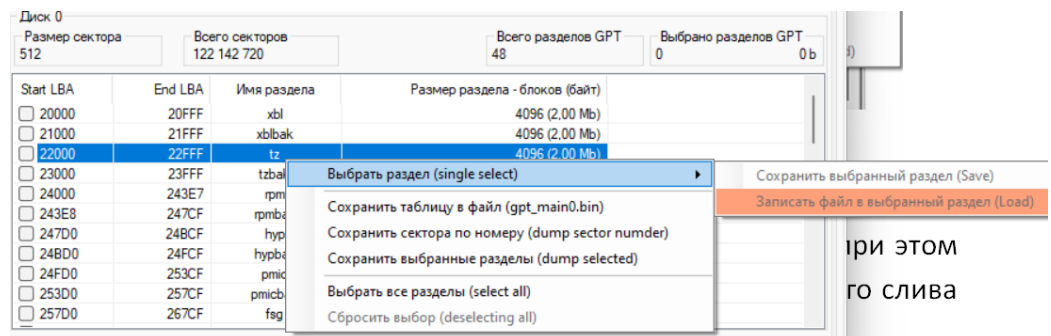 Диск 0
Размер сектора Всего секторов Всего разделов GPT Выбрано разделов GPT
512 122 142 720 48 0 0 b
Start LBA End LBA Имя раздела Размер раздела - блоков (байт)
20000 20FFF xbl 4096 (2,00 Mb)
21000 21FFF xblbak 4096 (2,00 Mb)
22000 22FFF tz 4096 (2,00 Mb)
23000 23FFF tzbak Выбрать раздел (single select) Сохранить выбранный раздел (Save)
24000 243E7 rpm Записать файл в выбранный раздел (Load)
243E8 247CF Сохранить таблицу в файл (gpt_main0.bin)
247D0 24BCF hyp Сохранить сектора по номеру (dump sector numder)
24BD0 24FCF Сохранить выбранные разделы (dump selected) при этом
24FD0 253CF pmic
253D0 257CF Выбрать все разделы (select all) го слива
257D0 267CF fsg Сбросить выбор (deselecting all)